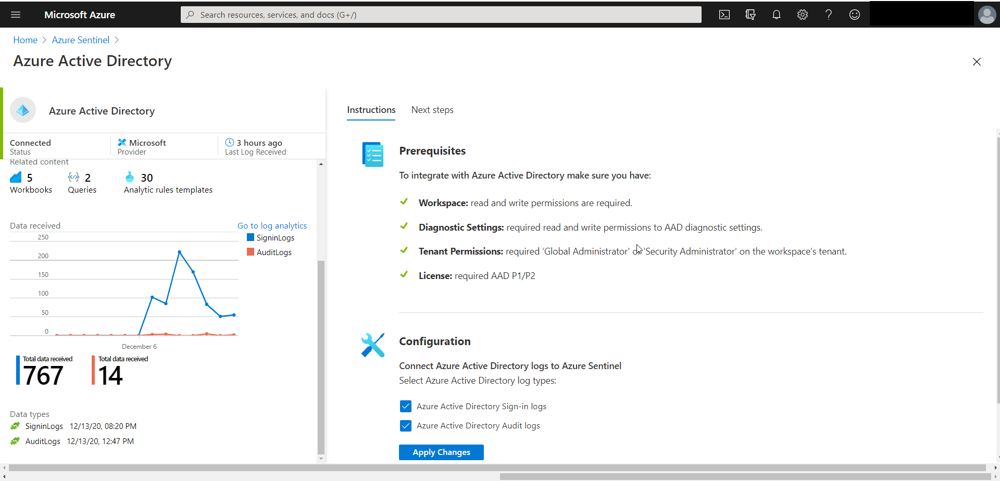 Microsoft Azure
Search resources, services, and docs (G+/)
Home > Azure Sentinel >
Azure Active Directory
Azure Active Directory
Connected
Status
Microsoft
Provider
3 hours ago
Last Log Received
Related content
5
Workbooks
2
Queries
30
Analytic rules templates
Data received
Go to log analytics
250
200
150
100
50
0
December 6
SigninLogs
AuditLogs
Total data received
767
Total data received
14
Data types
SigninLogs 12/13/20, 08:20 PM
AuditLogs 12/13/20, 12:47 PM
Instructions
Next steps
Prerequisites
To integrate with Azure Active Directory make sure you have:
Workspace: read and write permissions are required.
Diagnostic Settings: required read and write permissions to AAD diagnostic settings.
Tenant Permissions: required 'Global Administrator' or 'Security Administrator' on the workspace's tenant.
License: required AAD P1/P2
Configuration
Connect Azure Active Directory logs to Azure Sentinel
Select Azure Active Directory log types:
Azure Active Directory Sign-in logs
Azure Active Directory Audit logs
Apply Changes